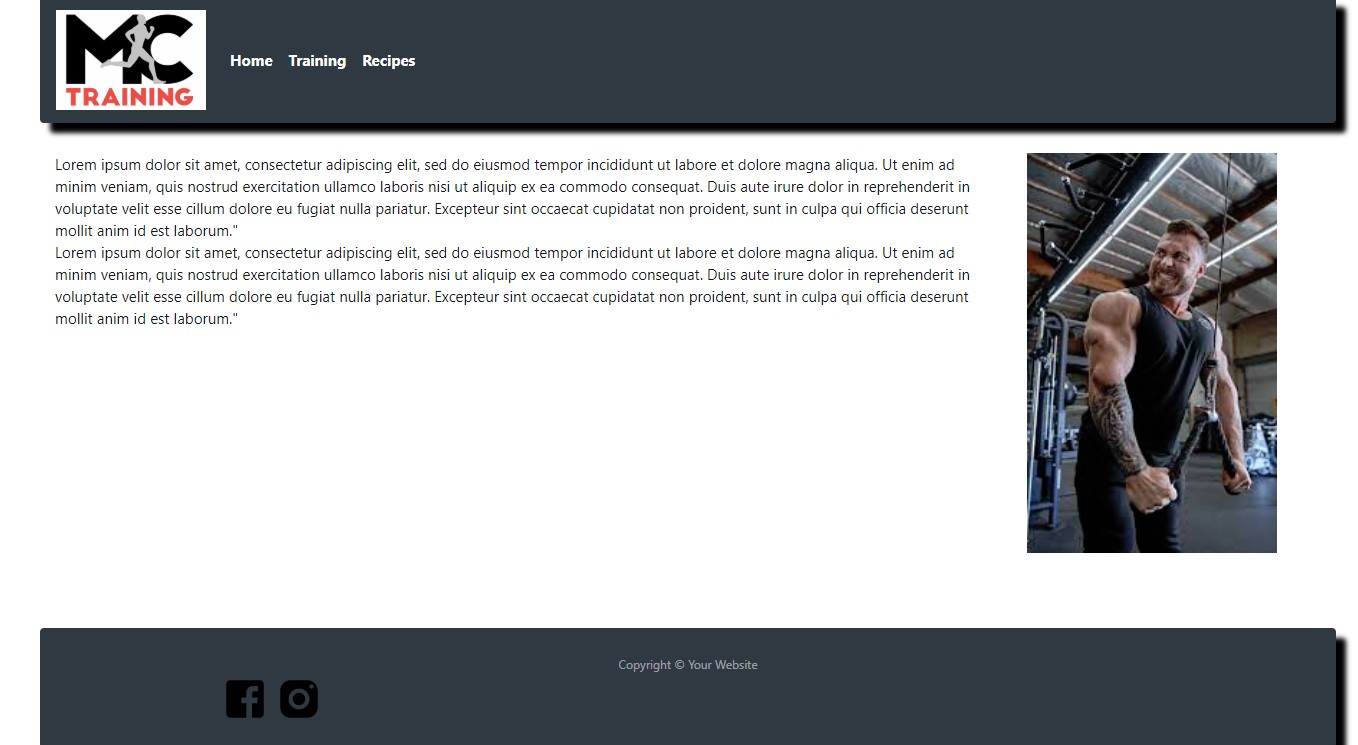 MC
TRAINING
Home Training Recipes
Lorem ipsum dolor sit amet, consectetur adipiscing elit, sed do eiusmod tempor incididunt ut labore et dolore magna aliqua. Ut enim ad
minim veniam, quis nostrud exercitation ullamco laboris nisi ut aliquip ex ea commodo consequat. Duis aute irure dolor in reprehenderit in
voluptate velit esse cillum dolore eu fugiat nulla pariatur. Excepteur sint occaecat cupidatat non proident, sunt in culpa qui officia deserunt
mollit anim id est laborum."
Lorem ipsum dolor sit amet, consectetur adipiscing elit, sed do eiusmod tempor incididunt ut labore et dolore magna aliqua. Ut enim ad
minim veniam, quis nostrud exercitation ullamco laboris nisi ut aliquip ex ea commodo consequat. Duis aute irure dolor in reprehenderit in
voluptate velit esse cillum dolore eu fugiat nulla pariatur. Excepteur sint occaecat cupidatat non proident, sunt in culpa qui officia deserunt
mollit anim id est laborum."
Copyright © Your Website